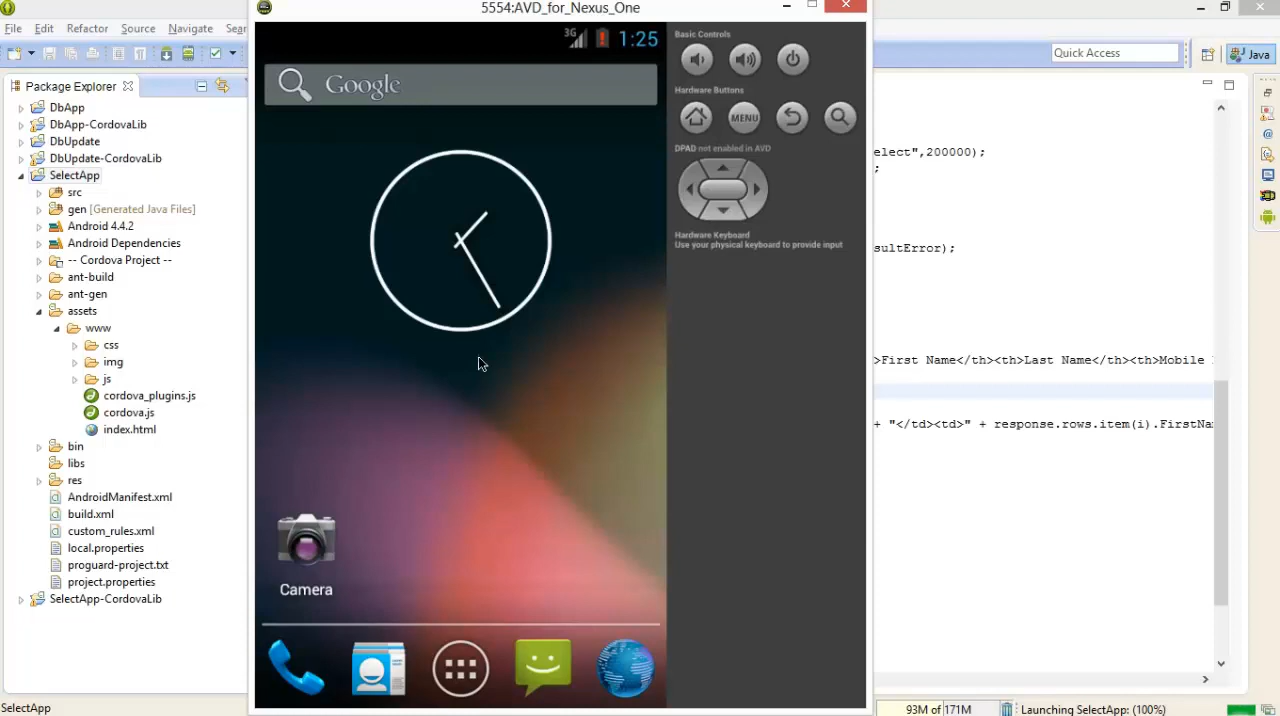 5554:AVD_for_Nexus_One
Edit Refactor Source Navigate
Quick Access
Java
Package Explorer
DbApp
DbApp-CordovaLib
DbUpdate
DbUpdate-CordovaLib
SelectApp
src
gen [Generated Java Files]
Android 4.4.2
Android Dependencies
-- Cordova Project --
ant-build
ant-gen
assets
www
css
img
js
cordova_plugins.js
cordova.js
index.html
bin
libs
res
AndroidManifest.xml
build.xml
custom_rules.xml
local.properties
proguard-project.txt
project.properties
SelectApp-CordovaLib
3G
1:25
Google
Camera
Basic Controls
Hardware Buttons
MENU
DPAD not enabled in AVD
Hardware Keyboard
Use your physical keyboard to provide input
elect",200000);
;
sultError);
>First Name</th><th>Last Name</th><th>Mobile
+ "</td><td>" + response.rows.item(i).FirstNa
SelectApp
93M of 171M
Launching SelectApp: (100%)